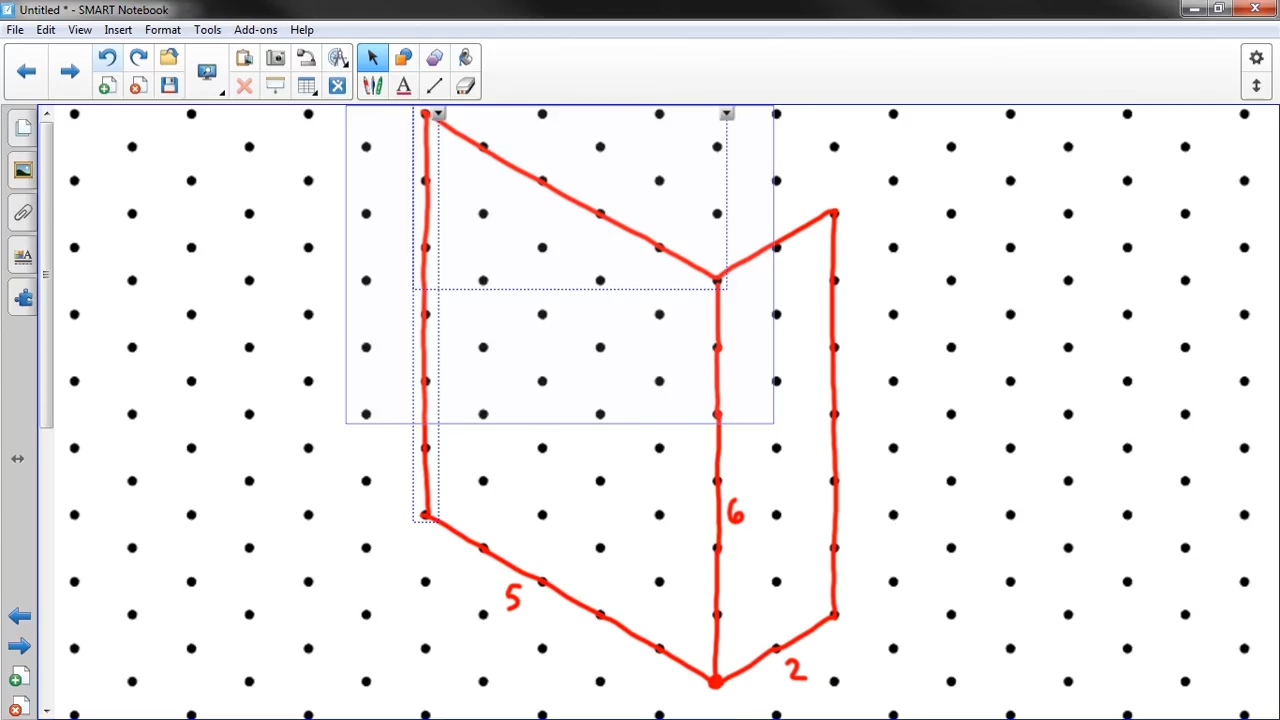 Untitled * - SMART Notebook
File Edit View Insert Format Tools Add-ons Help
6
5
2